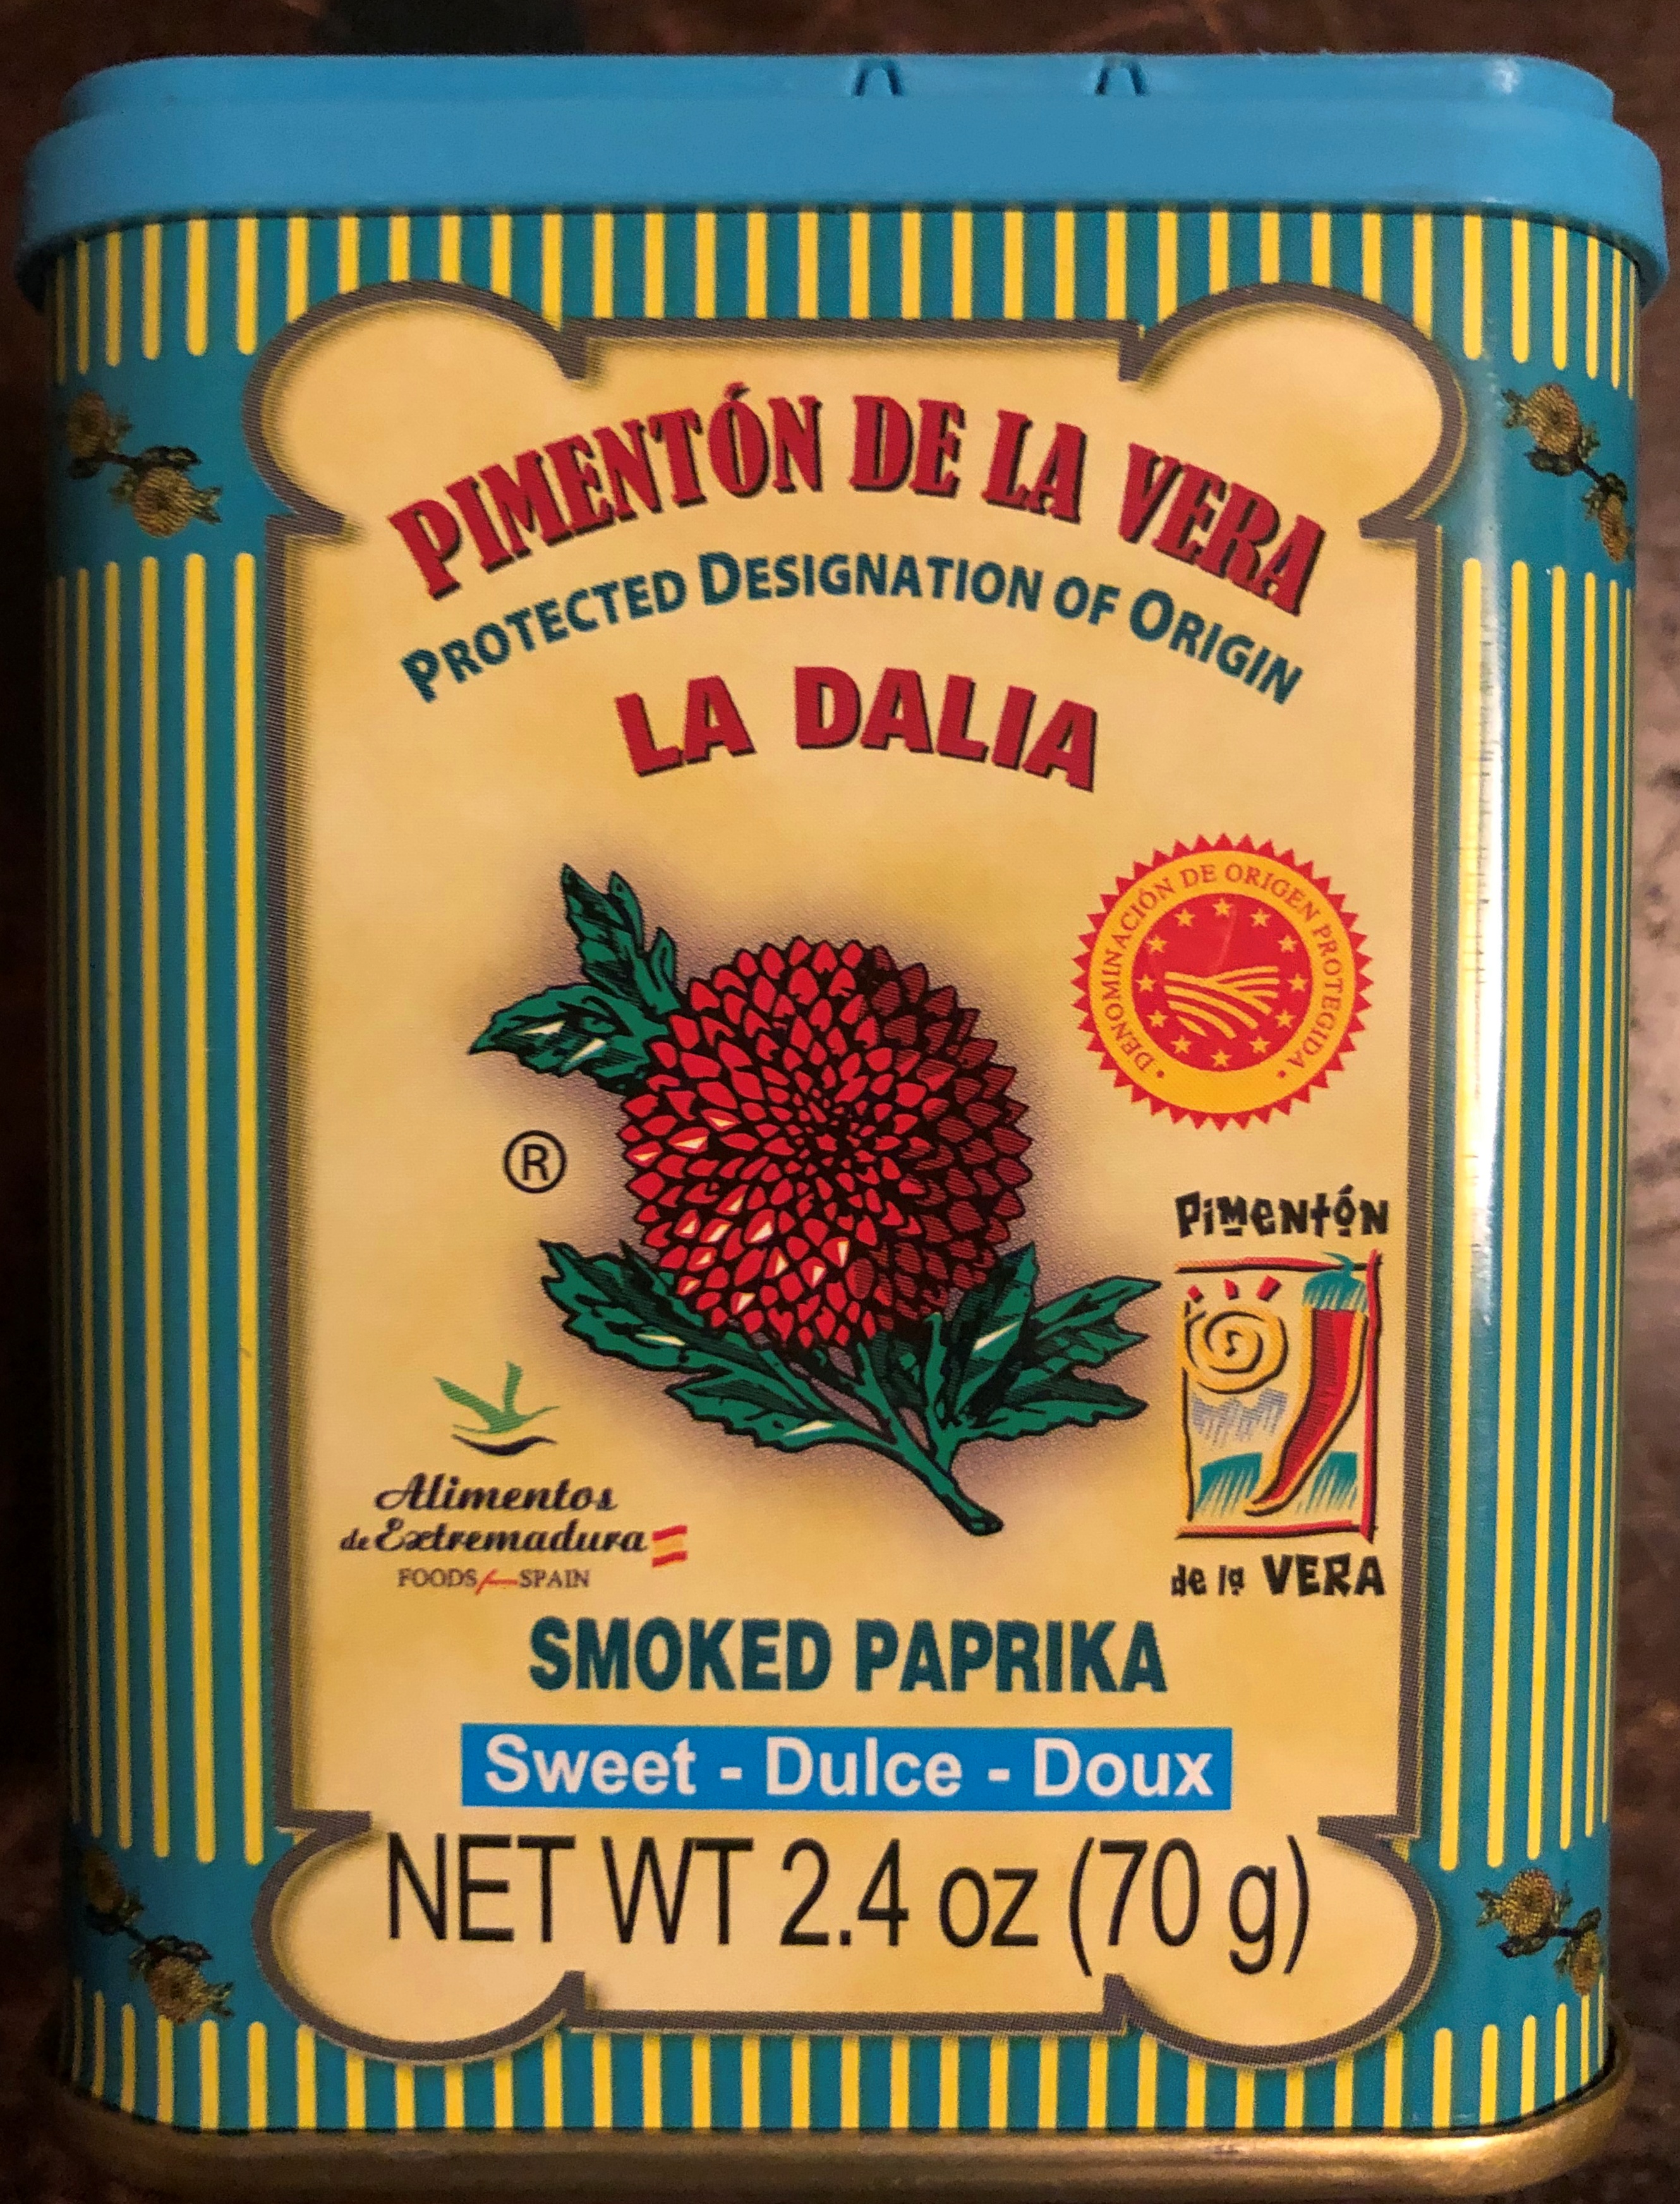 PIMENTÓN DE LA VERA
PROTECTED DESIGNATION OF ORIGIN
LA DALIA
· DENOMINACIÓN DE ORIGEN PROTEGIDA ·
®
PiMeNtóN
de la VERA
Alimentos
de Extremadura
FOODS from SPAIN
SMOKED PAPRIKA
Sweet - Dulce - Doux
NET WT 2.4 oz (70 g)